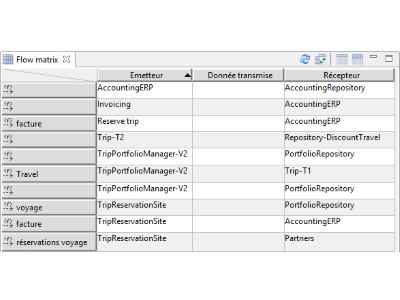 Flow matrix
Emetteur Donnée transmise Récepteur
AccountingERP AccountingRepository
Invoicing AccountingERP
facture Reserve trip AccountingERP
Trip-T2 Repository-DiscountTravel
TripPortfolioManager-V2 PortfolioRepository
Travel TripPortfolioManager-V2 Trip-T1
TripPortfolioManager-V2 PortfolioRepository
voyage TripReservationSite PortfolioRepository
facture TripReservationSite AccountingERP
réservations voyage TripReservationSite Partners